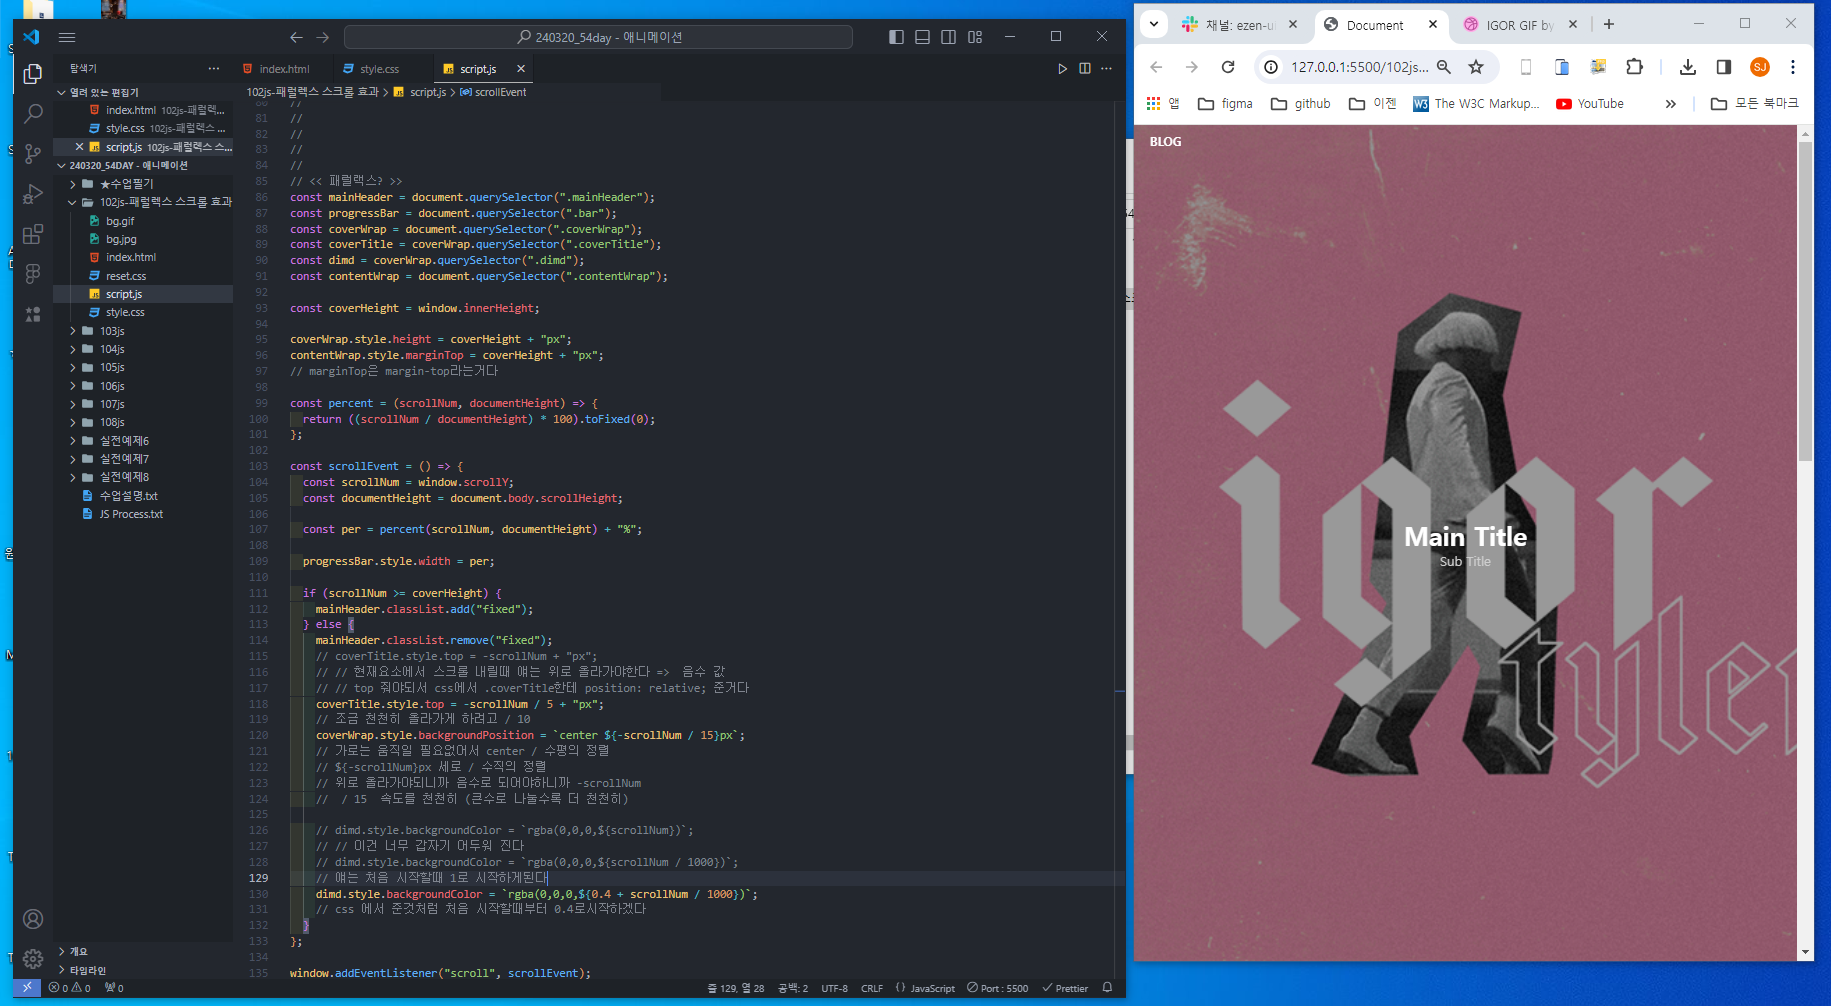 240320_54day - 애니메이션
탐색기
index.html
style.css
script.js
102js-패럴렉스 스크롤 효과 > script.js > scrollEvent
열려 있는 편집기
index.html 102js-패럴렉...
style.css 102js-패럴렉스 ...
script.js 102js-패럴렉스 스...
240320_54DAY - 애니메이션
★수업필기
102js-패럴렉스 스크롤 효과
bg.gif
bg.jpg
index.html
reset.css
script.js
style.css
103js
104js
105js
106js
107js
108js
실전예제6
실전예제7
실전예제8
수업설명.txt
JS Process.txt
개요
타임라인
80 //
81 //
82 //
83 //
84 //
85 // << 패럴랙스? >>
86 const mainHeader = document.querySelector(".mainHeader");
87 const progressBar = document.querySelector(".bar");
88 const coverWrap = document.querySelector(".coverWrap");
89 const coverTitle = coverWrap.querySelector(".coverTitle");
90 const dimd = coverWrap.querySelector(".dimd");
91 const contentWrap = document.querySelector(".contentWrap");
92
93 const coverHeight = window.innerHeight;
94
95 coverWrap.style.height = coverHeight + "px";
96 contentWrap.style.marginTop = coverHeight + "px";
97 // marginTop은 margin-top라는거다
98
99 const percent = (scrollNum, documentHeight) => {
100 return ((scrollNum / documentHeight) * 100).toFixed(0);
101 };
102
103 const scrollEvent = () => {
104 const scrollNum = window.scrollY;
105 const documentHeight = document.body.scrollHeight;
106
107 const per = percent(scrollNum, documentHeight) + "%";
108
109 progressBar.style.width = per;
110
111 if (scrollNum >= coverHeight) {
112 mainHeader.classList.add("fixed");
113 } else {
114 mainHeader.classList.remove("fixed");
115 // coverTitle.style.top = -scrollNum + "px";
116 // // 현재요소에서 스크롤 내릴때 얘는 위로 올라가야한다 => 음수 값
117 // // top 줘야되서 css에서 .coverTitle한테 position: relative; 준거다
118 coverTitle.style.top = -scrollNum / 5 + "px";
119 // 조금 천천히 올라가게 하려고 / 10
120 coverWrap.style.backgroundPosition = `center ${-scrollNum / 15}px`;
121 // 가로는 움직일 필요없어서 center / 수평의 정렬
122 // ${-scrollNum}px 세로 / 수직의 정렬
123 // 위로 올라가야되니까 음수로 되어야하니까 -scrollNum
124 // / 15 속도를 천천히 (큰수로 나눌수록 더 천천히)
125
126 // dimd.style.backgroundColor = `rgba(0,0,0,${scrollNum})`;
127 // // 이건 너무 갑자기 어두워 진다
128 // dimd.style.backgroundColor = `rgba(0,0,0,${scrollNum / 1000})`;
129 // 얘는 처음 시작할때 1로 시작하게된다
130 dimd.style.backgroundColor = `rgba(0,0,0,${0.4 + scrollNum / 1000})`;
131 // css 에서 준것처럼 처음 시작할때부터 0.4로시작하겠다
132 }
133 };
134
135 window.addEventListener("scroll", scrollEvent);
0 0 0
줄 129, 열 28 공백: 2 UTF-8 CRLF {} JavaScript Port : 5500 Prettier
채널: ezen-u
Document
IGOR GIF by
127.0.0.1:5500/102js...
SJ
앱 figma github 이젠 The W3C Markup... YouTube » 모든 북마크
BLOG
igor
Main Title
Sub Title
tyler